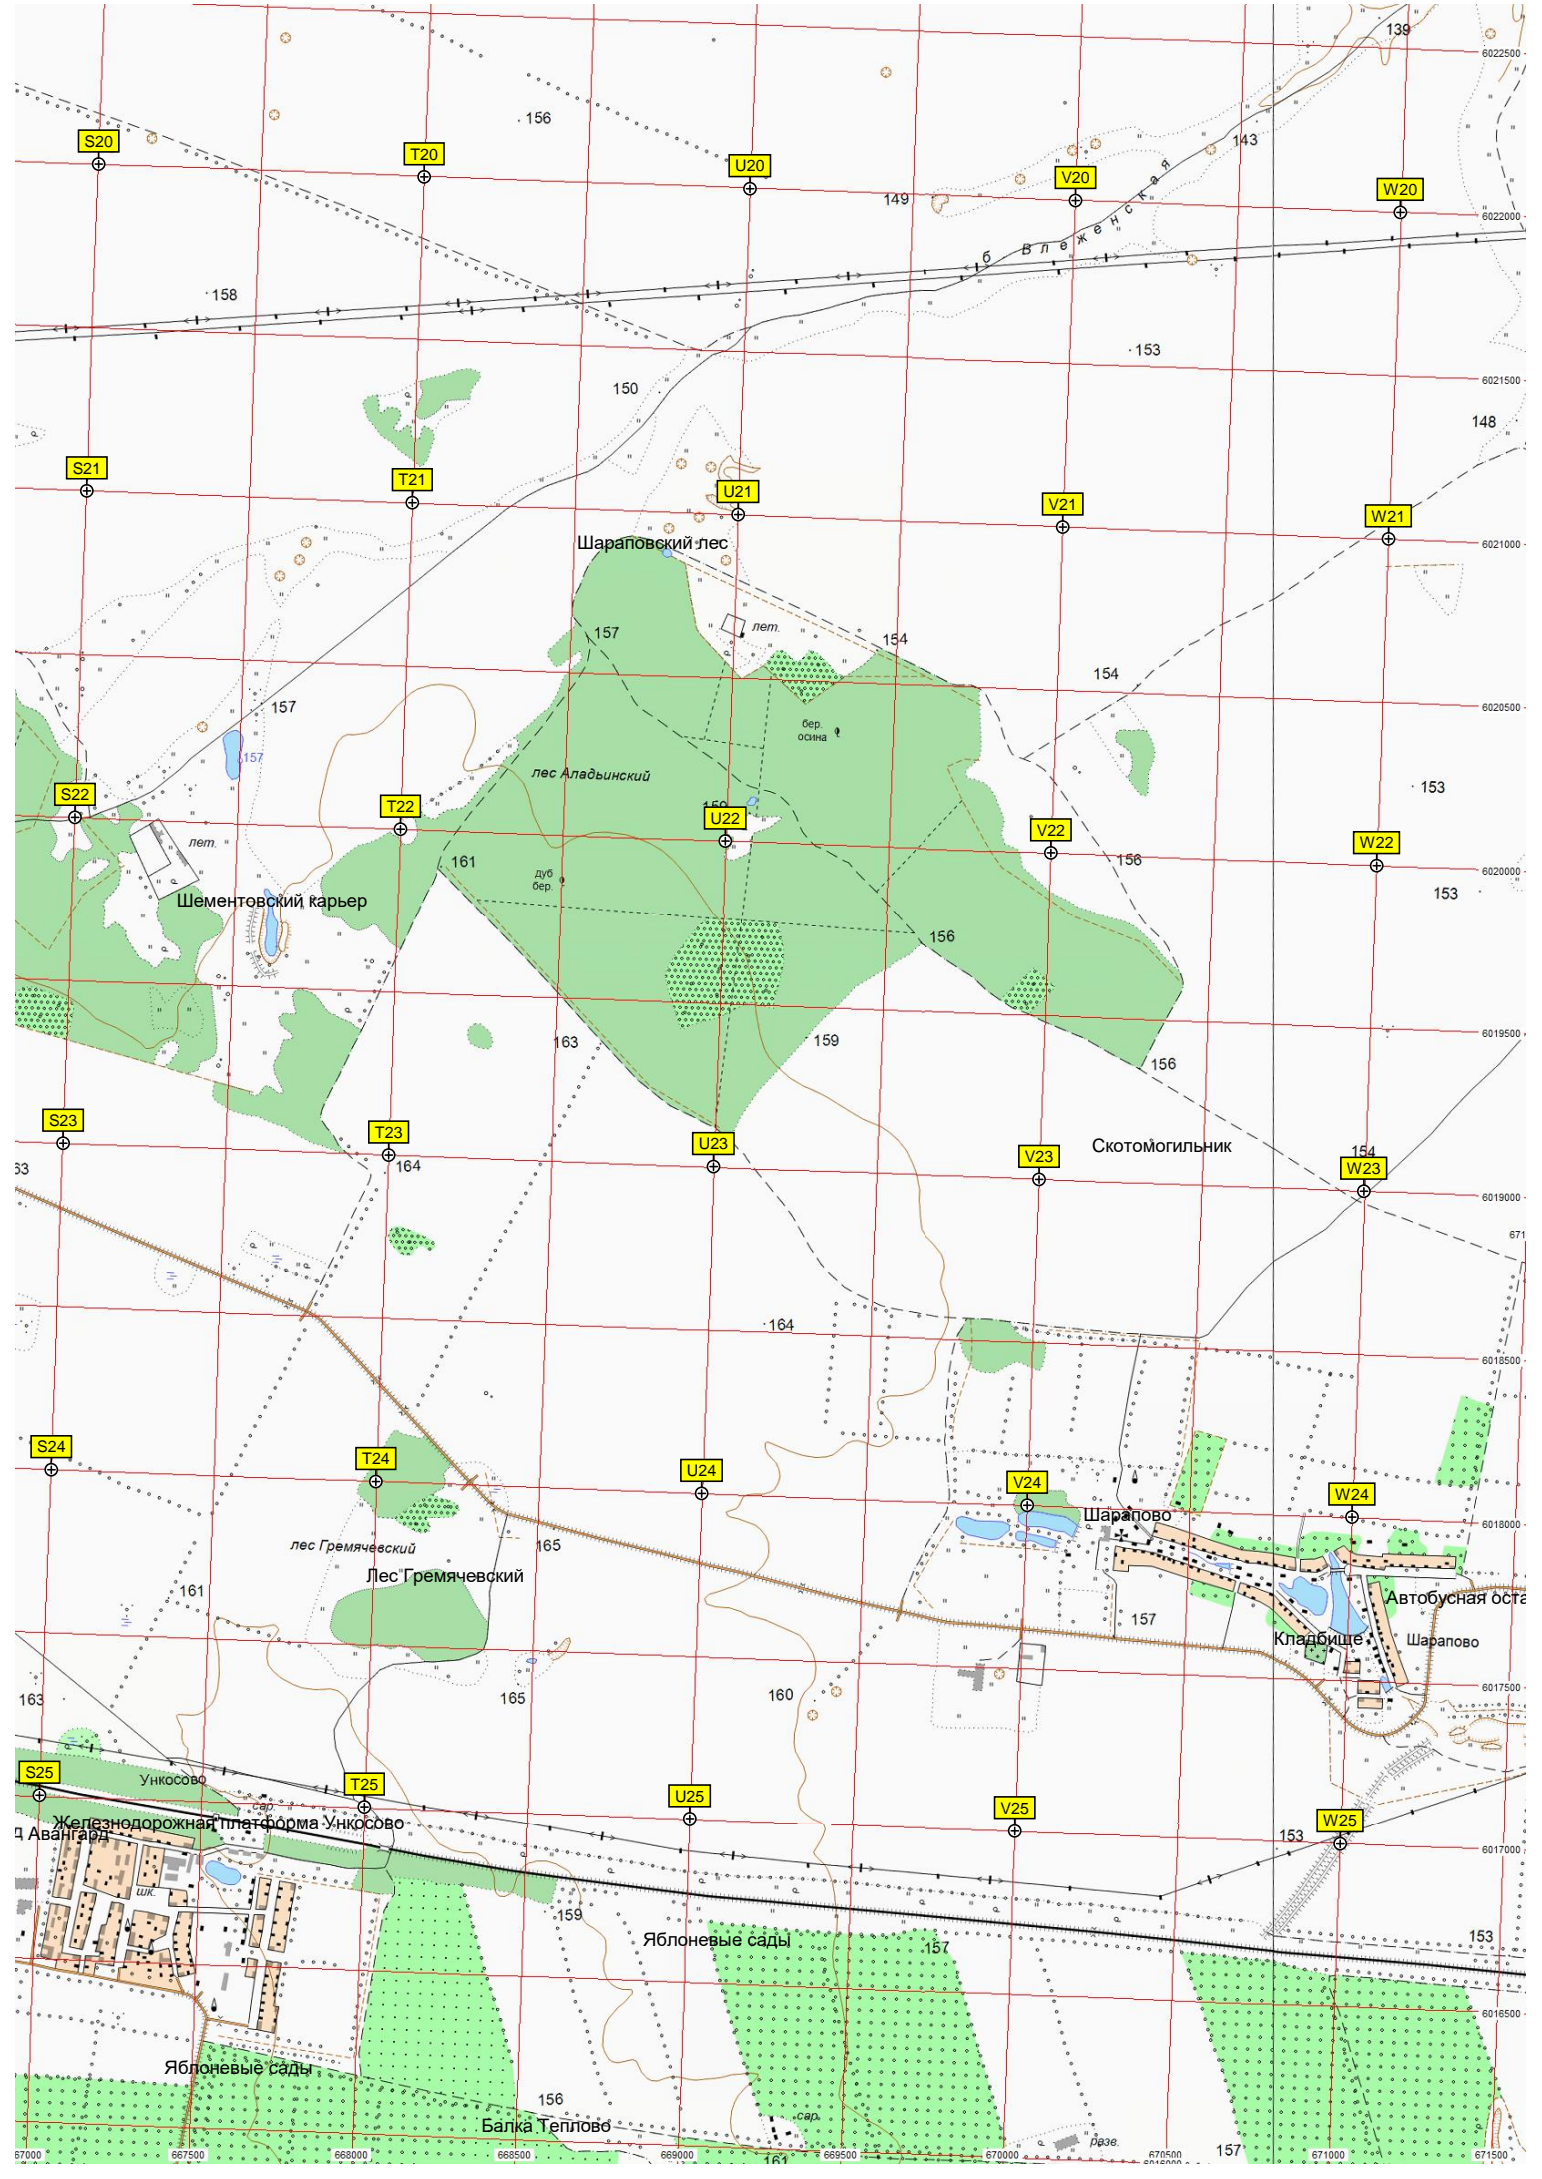 139
6022500
156
143
S20
T20
U20
V20
W20
149
6022000
б Вложенская
158
153
150
6021500
148
S21
T21
U21
V21
W21
Шараповский лес
6021000
157
лет.
154
154
157
6020500
бер.
осина
157
лес Аладьинский
153
S22
T22
159
U22
V22
W22
лет.
161
156
дуб
бер.
6020000
153
Шементовский карьер
156
163
159
6019500
156
S23
T23
U23
V23
Скотомогильник
154
W23
63
164
6019000
671
164
6018500
S24
T24
U24
V24
W24
Шарапово
6018000
лес Гремячевский
165
Лес Гремячевский
161
157
Автобусная оста
Кладбище
Шарапово
163
165
160
6017500
S25
Ункосово
T25
U25
V25
W25
сар.
Железнодорожная платформа Ункосово
д Авангард
153
6017000
шк.
159
Яблоневые сады
157
153
6016500
Яблоневые сады
156
сар.
Балка Теплово
разв.
157
161
67000
667500
668000
668500
669000
669500
670000
670500
671000
671500
6016000